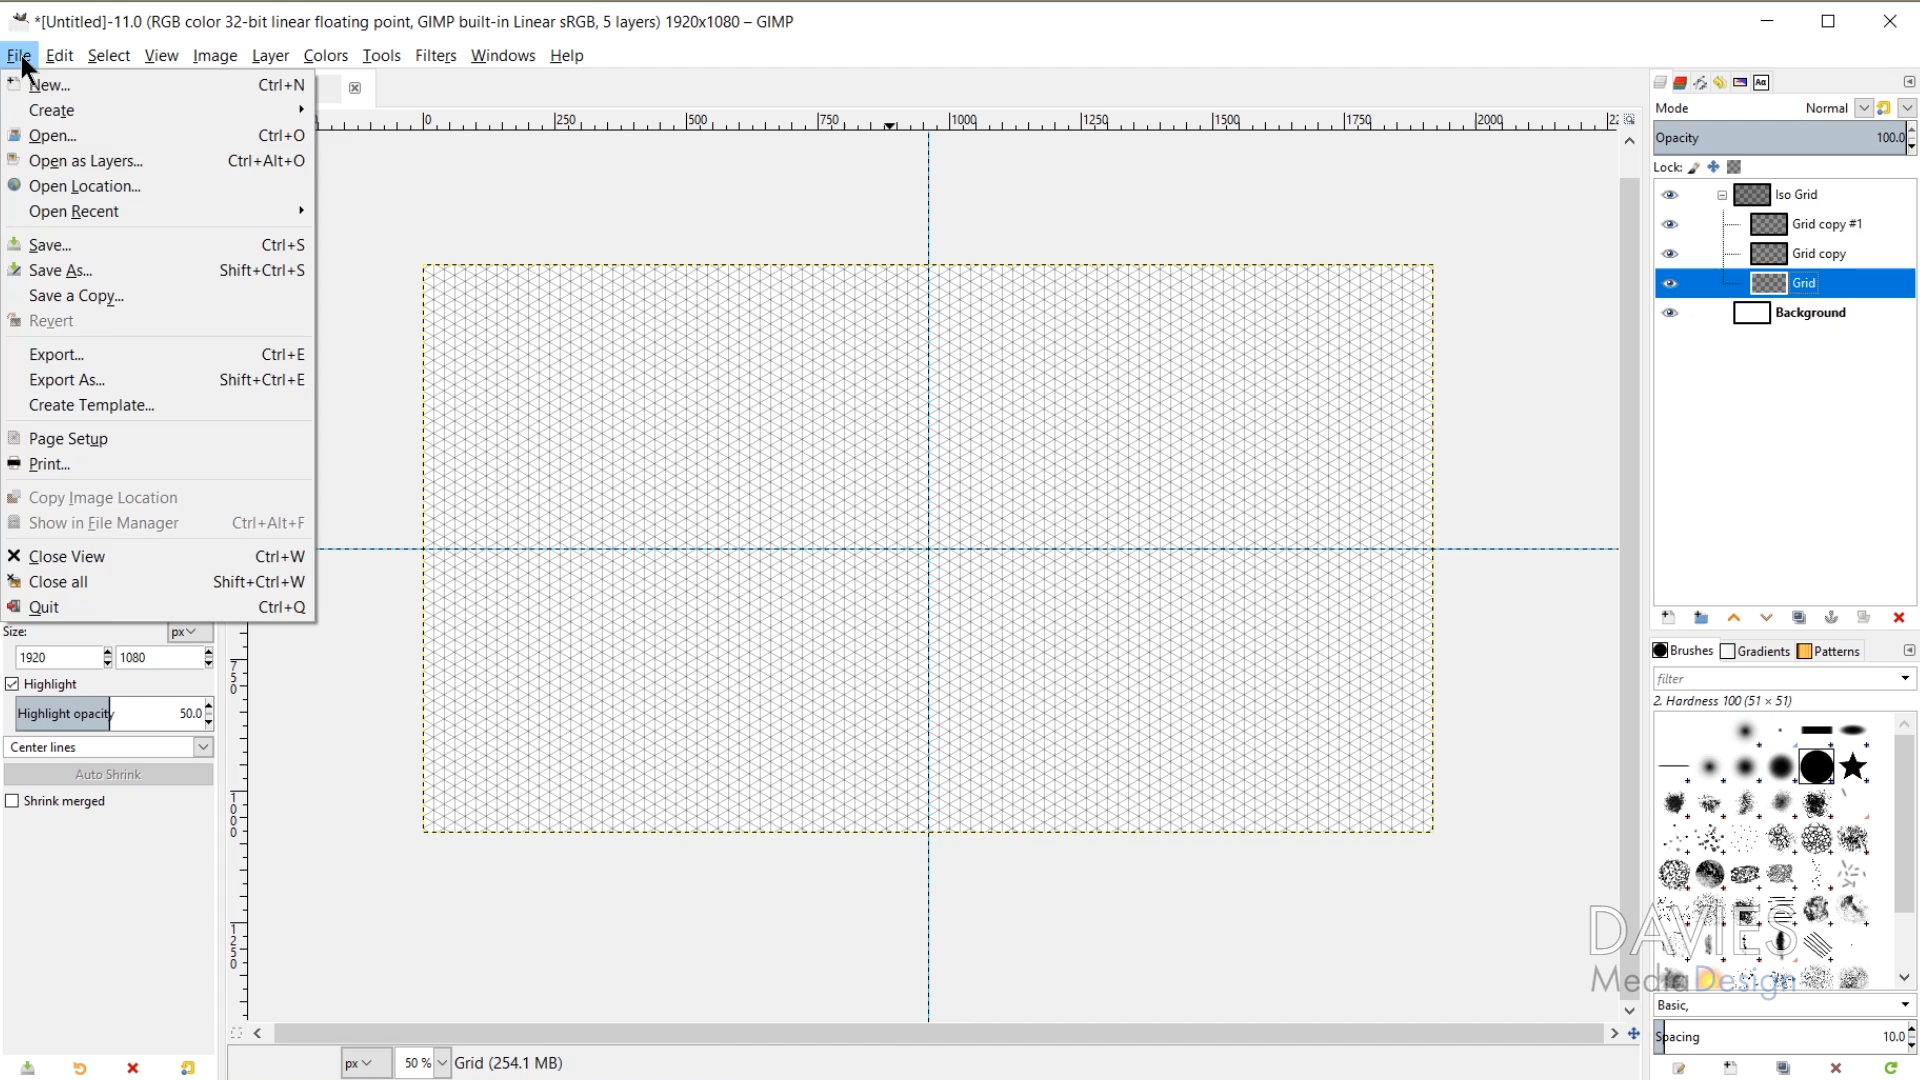 *[Untitled]-11.0 (RGB color 32-bit linear floating point, GIMP built-in Linear sRGB, 5 layers) 1920x1080 – GIMP
File Edit Select View Image Layer Colors Tools Filters Windows Help
New... Ctrl+N
Create
Open... Ctrl+O
Open as Layers... Ctrl+Alt+O
Open Location...
Open Recent
Save... Ctrl+S
Save As... Shift+Ctrl+S
Save a Copy...
Revert
Export... Ctrl+E
Export As... Shift+Ctrl+E
Create Template...
Page Setup
Print...
Copy Image Location
Show in File Manager Ctrl+Alt+F
Close View Ctrl+W
Close all Shift+Ctrl+W
Quit Ctrl+Q
Size: px
1920 1080
Highlight
Highlight opacity 50.0
Center lines
Auto Shrink
Shrink merged
0 250 500 750 1000 1250 1500 1750 2000
750
1000
1250
px 50 % Grid (254.1 MB)
Mode Normal
Opacity 100.0
Lock:
Iso Grid
Grid copy #1
Grid copy
Grid
Background
Brushes Gradients Patterns
filter
2. Hardness 100 (51 × 51)
DAVIES
MediaDesign
Basic,
Spacing 10.0